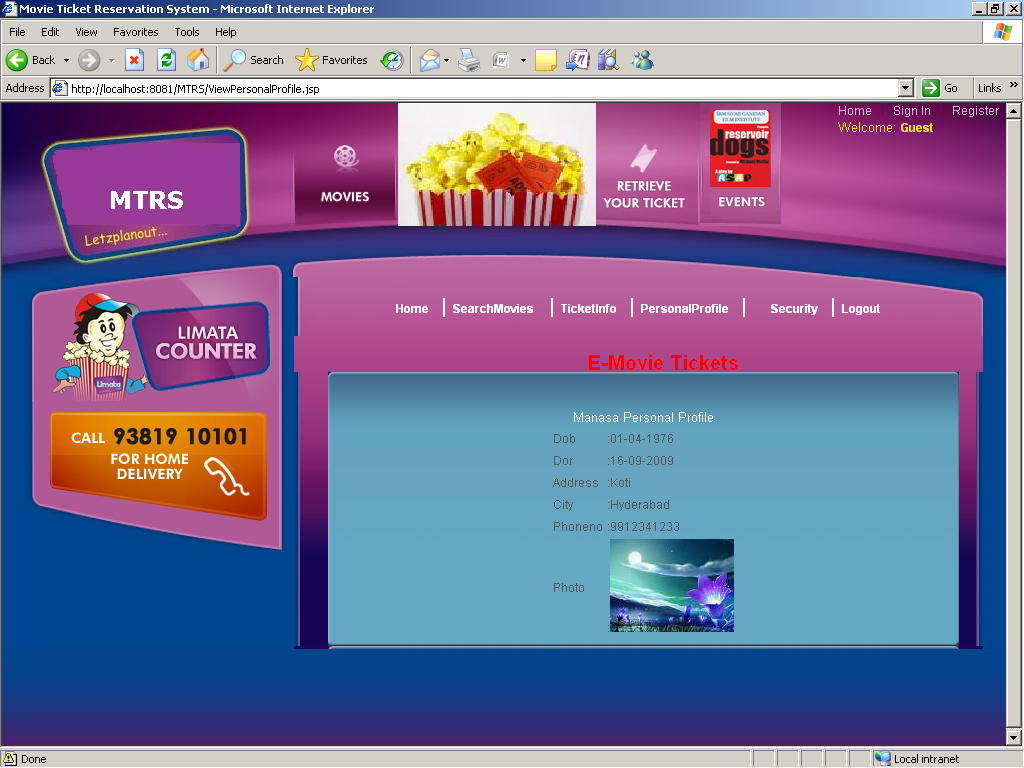 Movie Ticket Reservation System - Microsoft Internet Explorer
File Edit View Favorites Tools Help
Back Search Favorites
Address http://localhost:8081/MTRS/ViewPersonalProfile.jsp Go Links »
Home Sign In Register
Welcome: Guest
MTRS
Letzplanout...
MOVIES
RETRIEVE
YOUR TICKET
reservoir
dogs
ASAP
EVENTS
LIMATA
COUNTER
Limata
CALL 93819 10101
FOR HOME
DELIVERY
Home SearchMovies TicketInfo PersonalProfile Security Logout
E-Movie Tickets
Manasa Personal Profile
Dob :01-04-1976
Dor :16-09-2009
Address :Koti
City :Hyderabad
Phoneno :9912341233
Photo
Done Local intranet